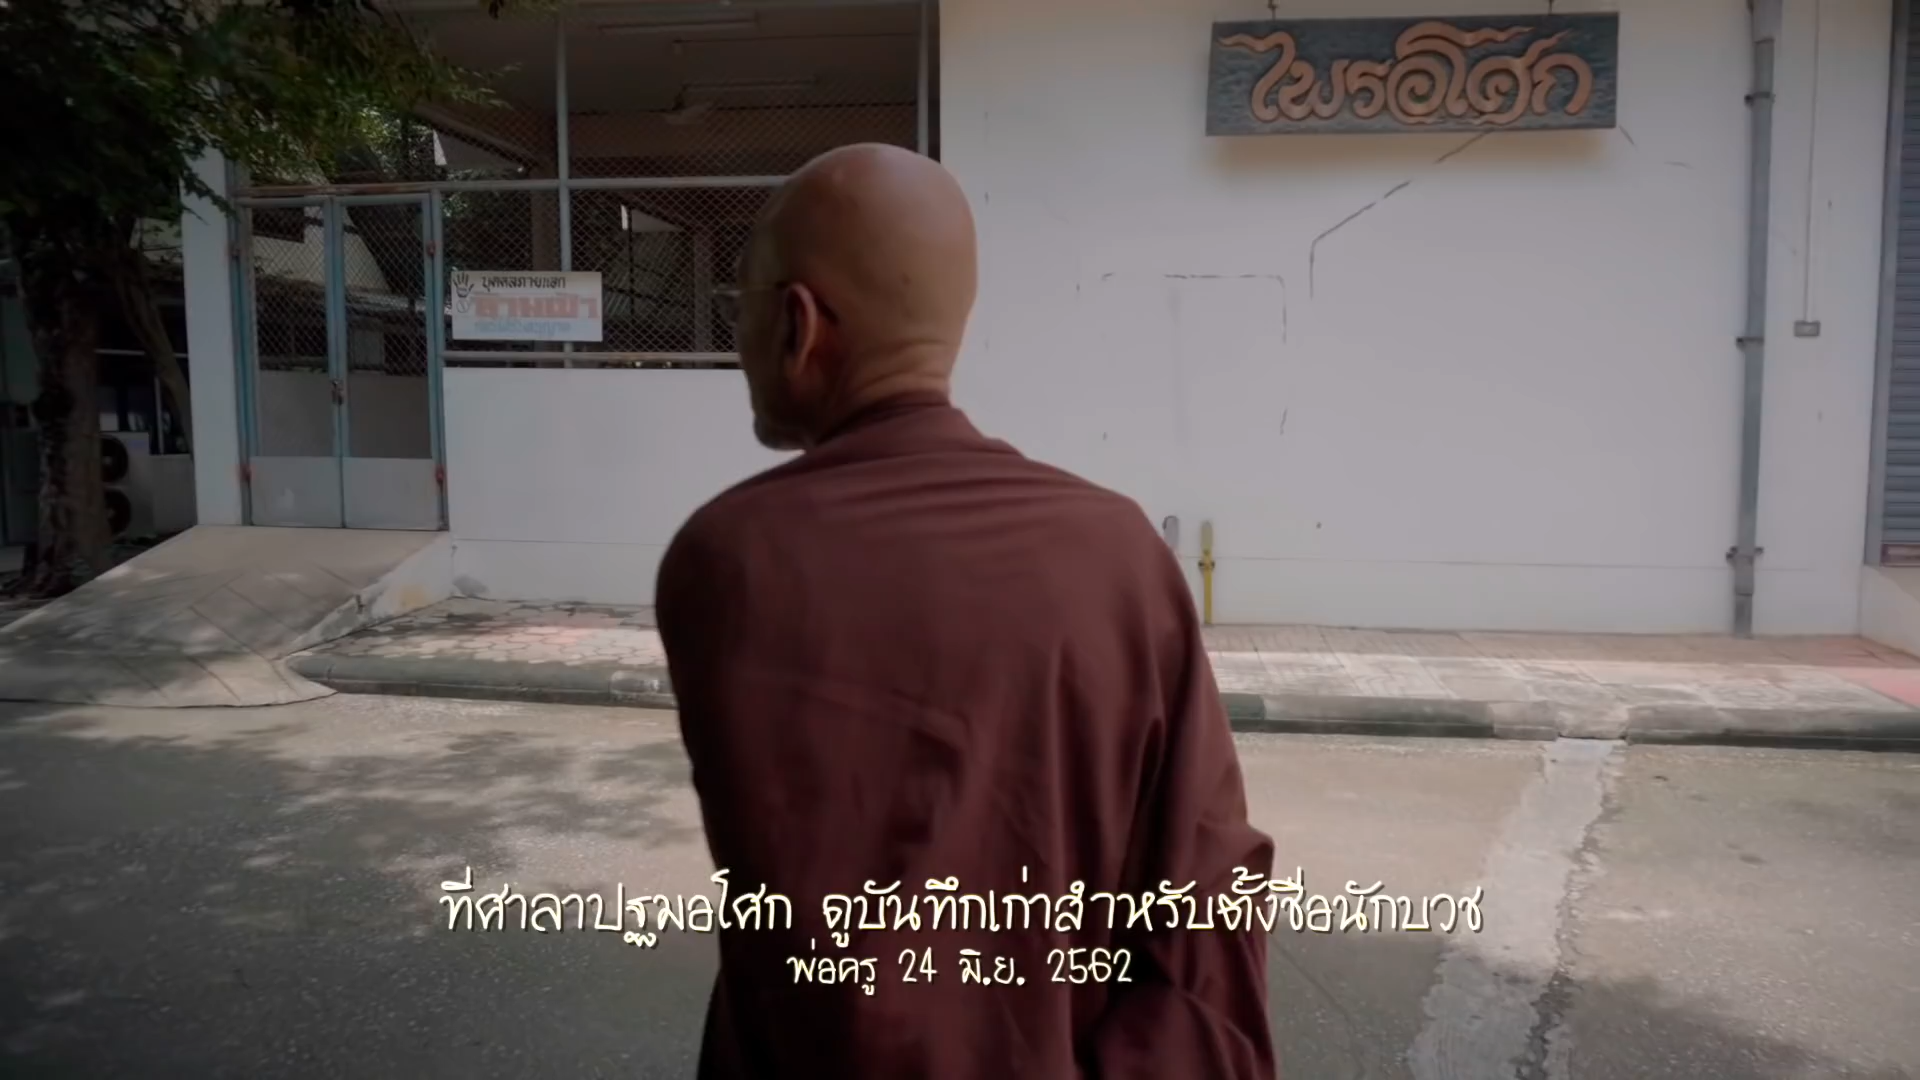 ไพรอโศก
บุคคลภายนอก
ห้ามเข้า
ที่ศาลาปฐมอโศก ดูบันทึกเก่าสำหรับตั้งชื่อนักบวช
พ่อครู 24 มิ.ย. 2562